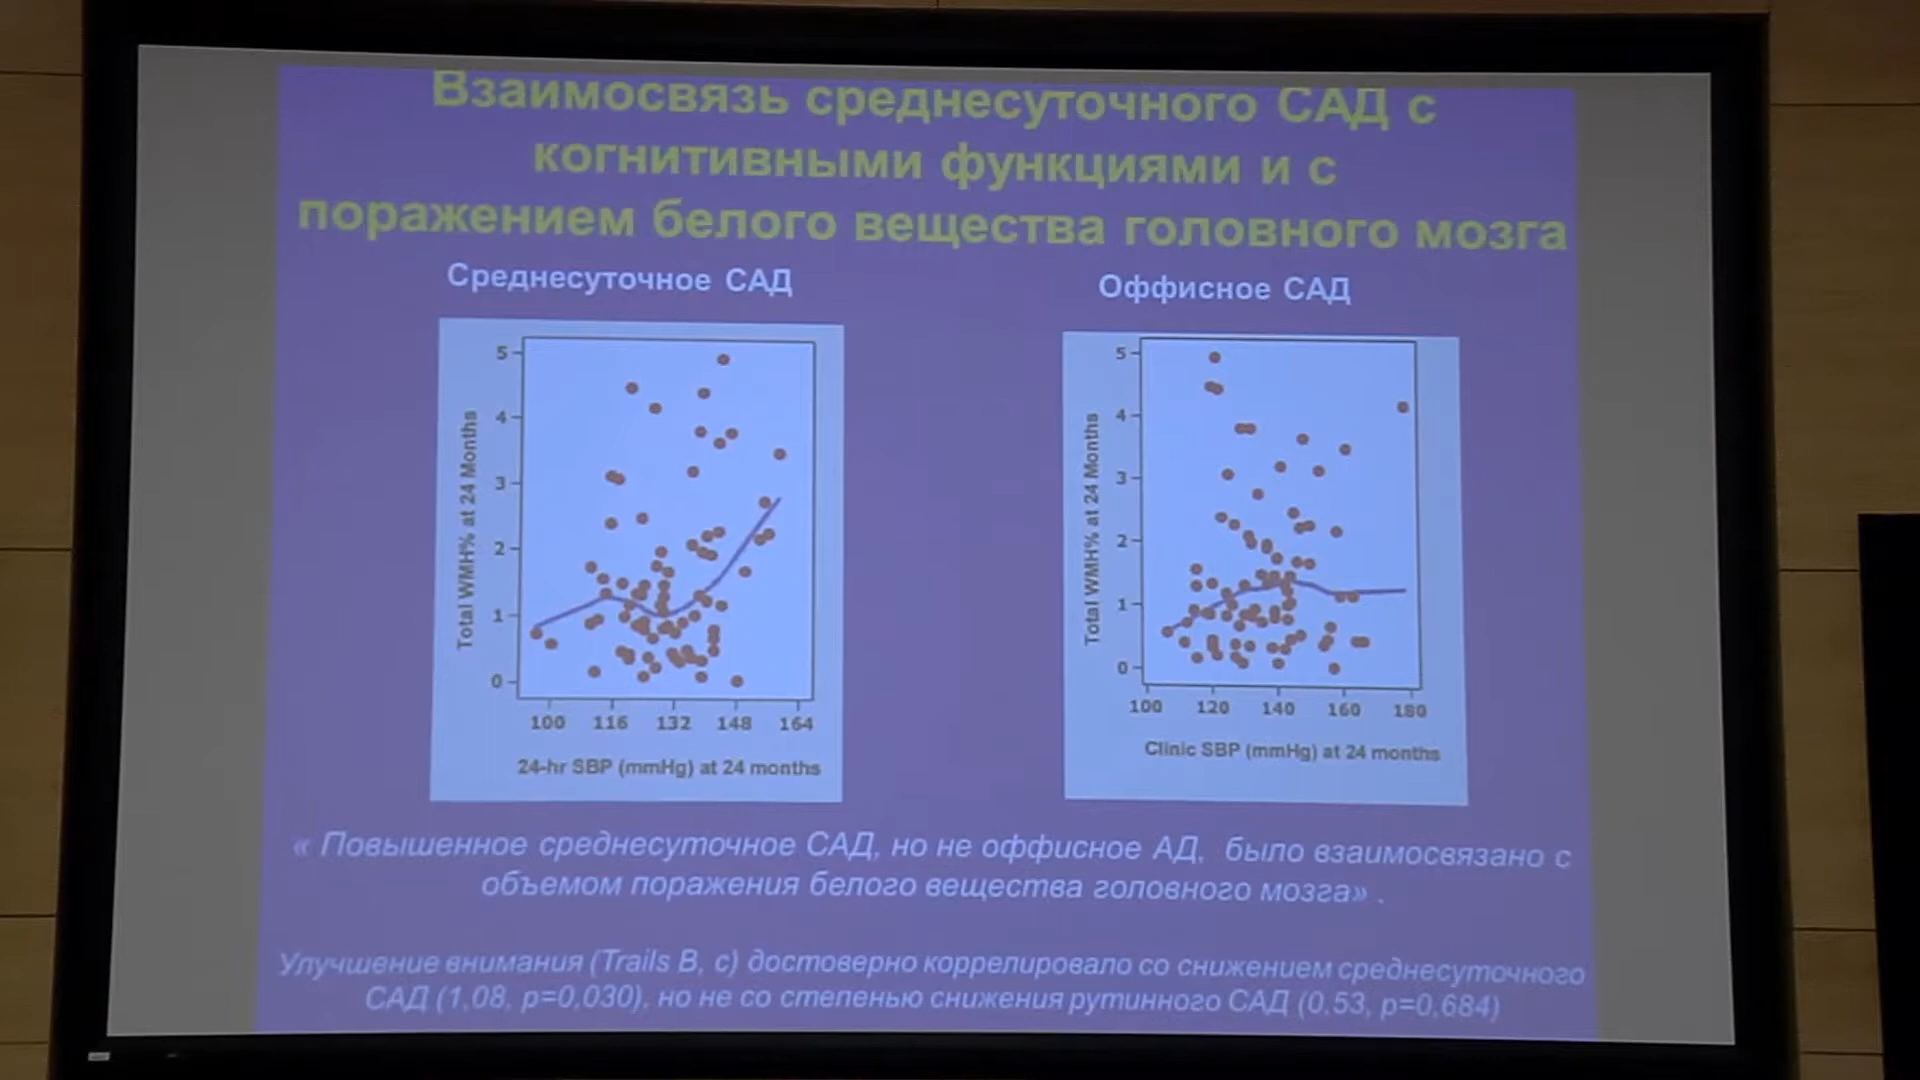 Взаимосвязь среднесуточного САД с
когнитивными функциями и с
поражением белого вещества головного мозга
Среднесуточное САД
Оффисное САД
Total WMH% at 24 Months
5
4
3
2
1
0
100 116 132 148 164
24-hr SBP (mmHg) at 24 months
Total WMH% at 24 Months
5
4
3
2
1
0
100 120 140 160 180
Clinic SBP (mmHg) at 24 months
« Повышенное среднесуточное САД, но не оффисное АД, было взаимосвязано с
объемом поражения белого вещества головного мозга» .
Улучшение внимания (Trails B, с) достоверно коррелировало со снижением среднесуточного
САД (1,08, p=0,030), но не со степенью снижения рутинного САД (0,53, p=0,684)